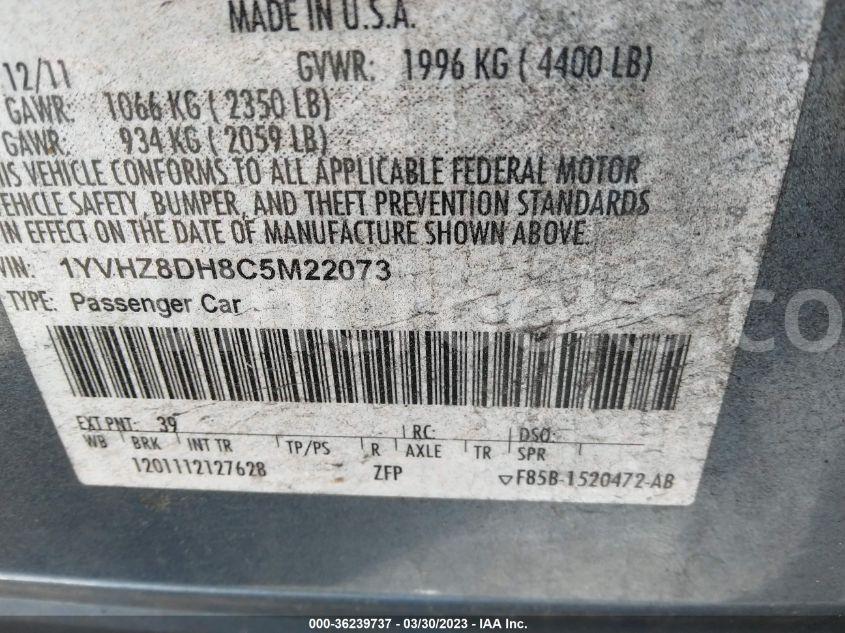 MADE IN U.S.A.
12/11 GVWR: 1996 KG ( 4400 LB)
GAWR: 1066 KG ( 2350 LB)
GAWR: 934 KG ( 2059 LB)
IS VEHICLE CONFORMS TO ALL APPLICABLE FEDERAL MOTOR
EHICLE SAFETY, BUMPER, AND THEFT PREVENTION STANDARDS
IN EFFECT ON THE DATE OF MANUFACTURE SHOWN ABOVE.
VIN: 1YVHZ8DH8C5M22073
TYPE: Passenger Car
EXT PNT: 39 RC: DSO:
WB BRK INT TR TP/PS R AXLE TR SPR
1201112127628 ZFP ▽F85B-1520472-AB
000-36239737 - 03/30/2023 - IAA Inc.